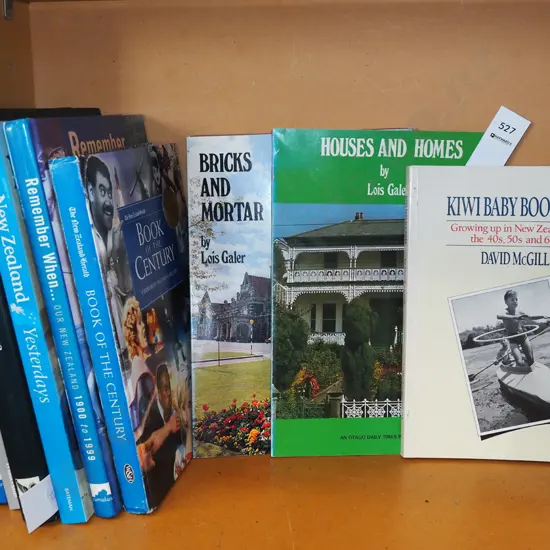 New Zealand
Yesterdays
Remember
Remember When...
OUR NEW ZEALAND 1900 to 1999
BATEMAN
The New Zealand Herald
BOOK OF THE CENTURY
BOOK
OF THE
CENTURY
BRICKS
AND
MORTAR
by
Lois Galer
HOUSES AND HOMES
by
Lois Galer
AN OTAGO DAILY TIMES
527
KIWI BABY BOO
Growing up in New Zea
the 40s, 50s and 6
DAVID McGILL